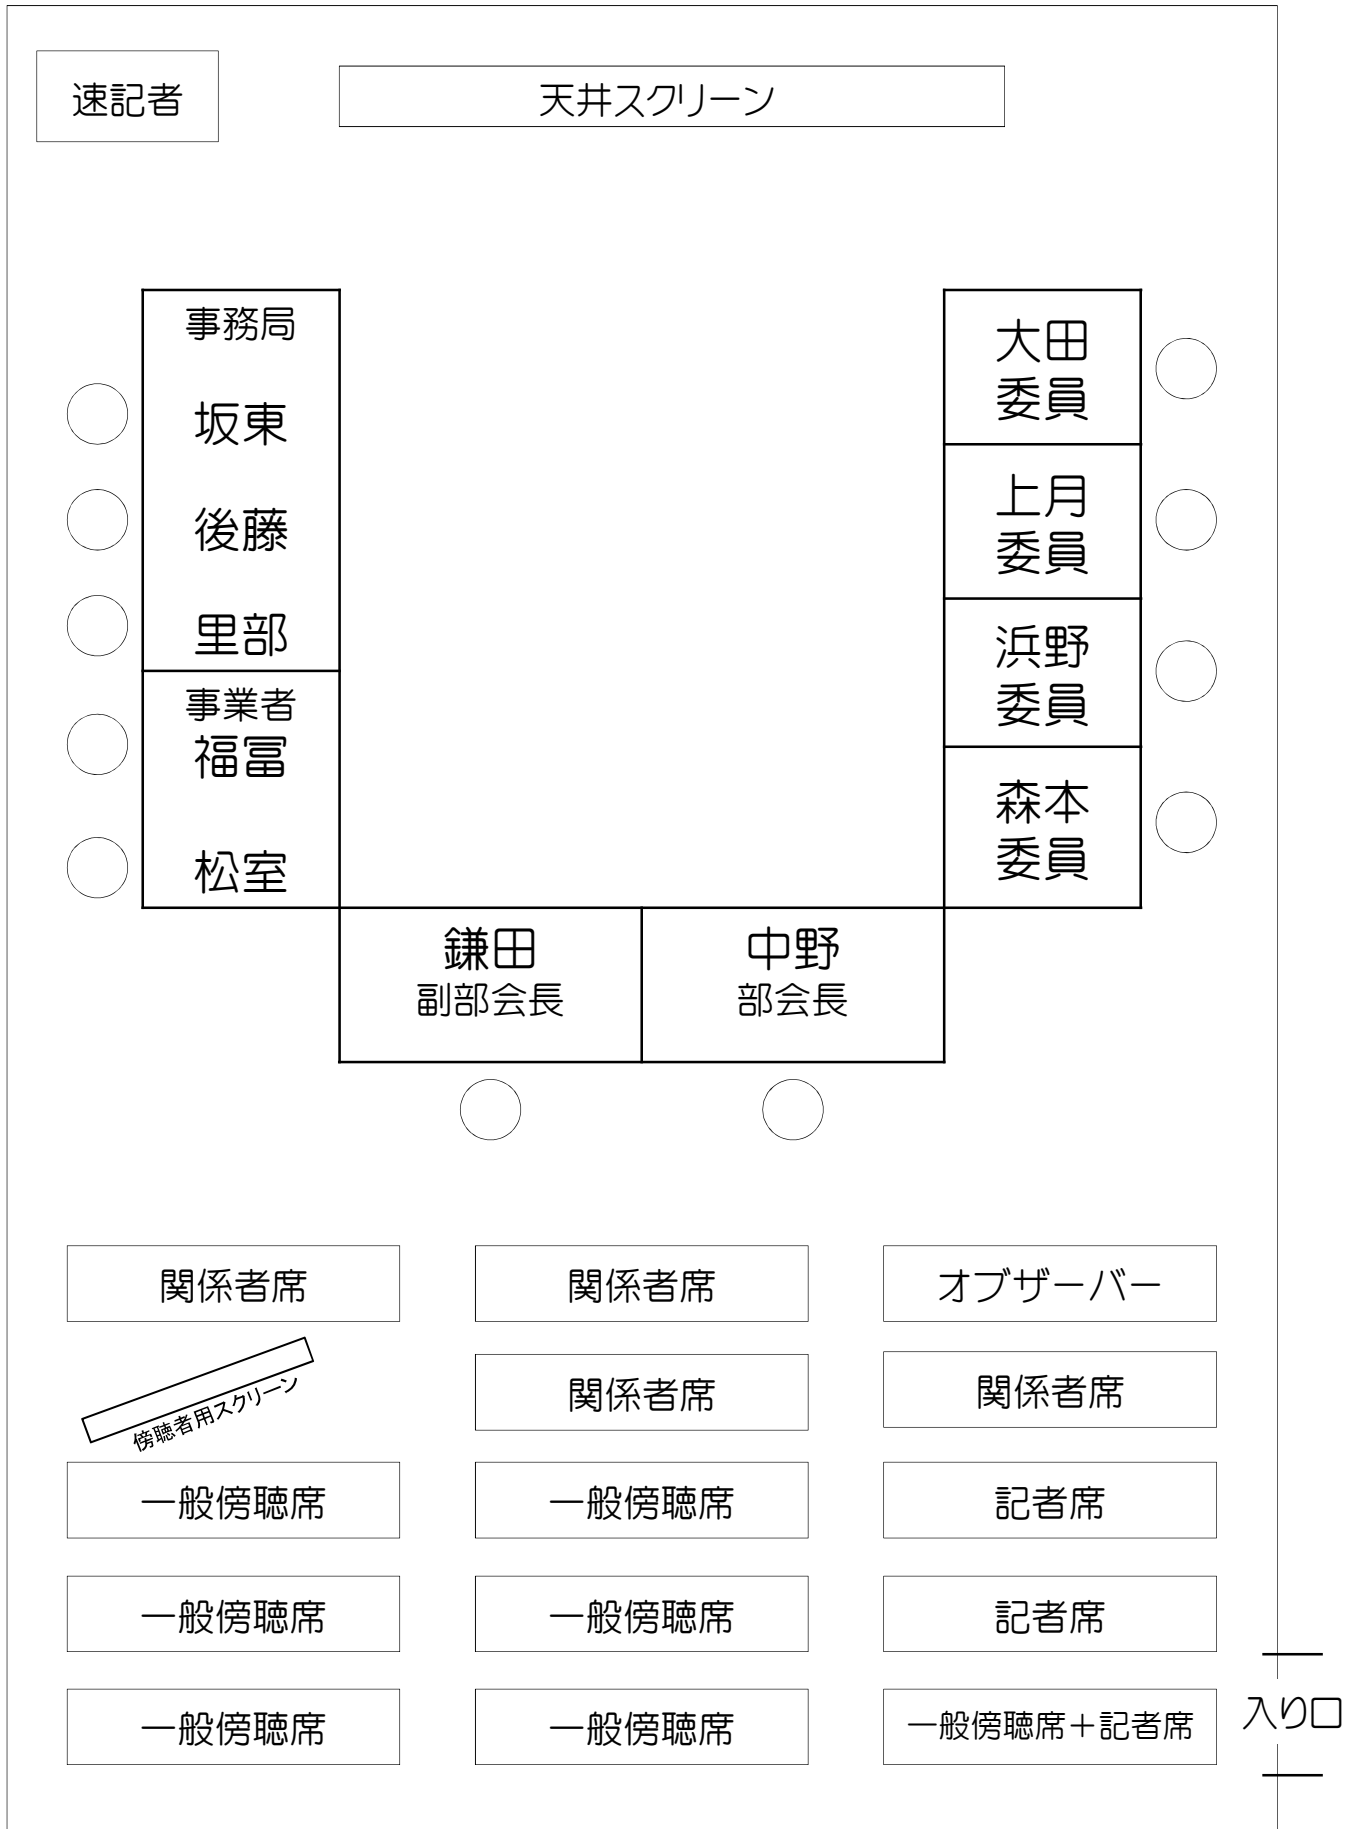 速記者
天井スクリーン
事務局
坂東
後藤
里部
事業者
福冨
松室
大田
委員
上月
委員
浜野
委員
森本
委員
鎌田
副部会長
中野
部会長
関係者席
関係者席
オブザーバー
傍聴者用スクリーン
関係者席
関係者席
一般傍聴席
一般傍聴席
記者席
一般傍聴席
一般傍聴席
記者席
一般傍聴席
一般傍聴席
一般傍聴席＋記者席
入り口